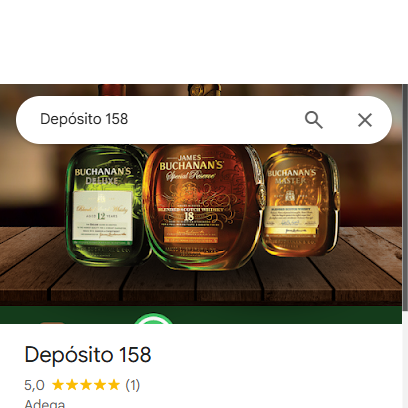 Depósito 158
BUCHANAN'S
DELUXE
AGED 12 YEARS
JAMES
BUCHANAN'S
Special Reserve
BLENDED SCOTCH WHISKY
18
BUCHANAN'S
MASTER
Depósito 158
5,0 (1)
Adega